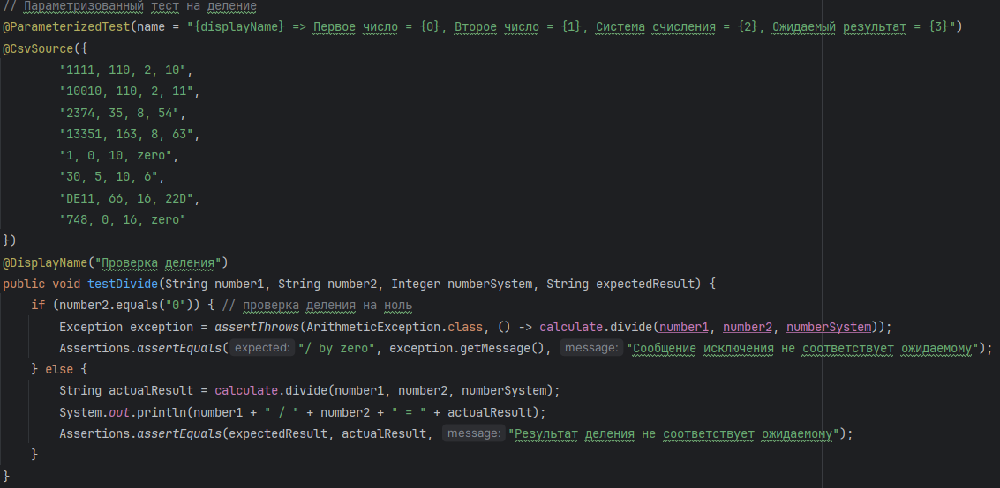 // Параметризованный тест на деление
@ParameterizedTest(name = "{displayName} => Первое число = {0}, Второе число = {1}, Система счисления = {2}, Ожидаемый результат = {3}")
@CsvSource({
"1111, 110, 2, 10",
"10010, 110, 2, 11",
"2374, 35, 8, 54",
"13351, 163, 8, 63",
"1, 0, 10, zero",
"30, 5, 10, 6",
"DE11, 66, 16, 22D",
"748, 0, 16, zero"
})
@DisplayName("Проверка деления")
public void testDivide(String number1, String number2, Integer numberSystem, String expectedResult) {
if (number2.equals("0")) { // проверка деления на ноль
Exception exception = assertThrows(ArithmeticException.class, () -> calculate.divide(number1, number2, numberSystem));
Assertions.assertEquals( expected: "/ by zero", exception.getMessage(), message: "Сообщение исключения не соответствует ожидаемому");
} else {
String actualResult = calculate.divide(number1, number2, numberSystem);
System.out.println(number1 + " / " + number2 + " = " + actualResult);
Assertions.assertEquals(expectedResult, actualResult, message: "Результат деления не соответствует ожидаемому");
}
}